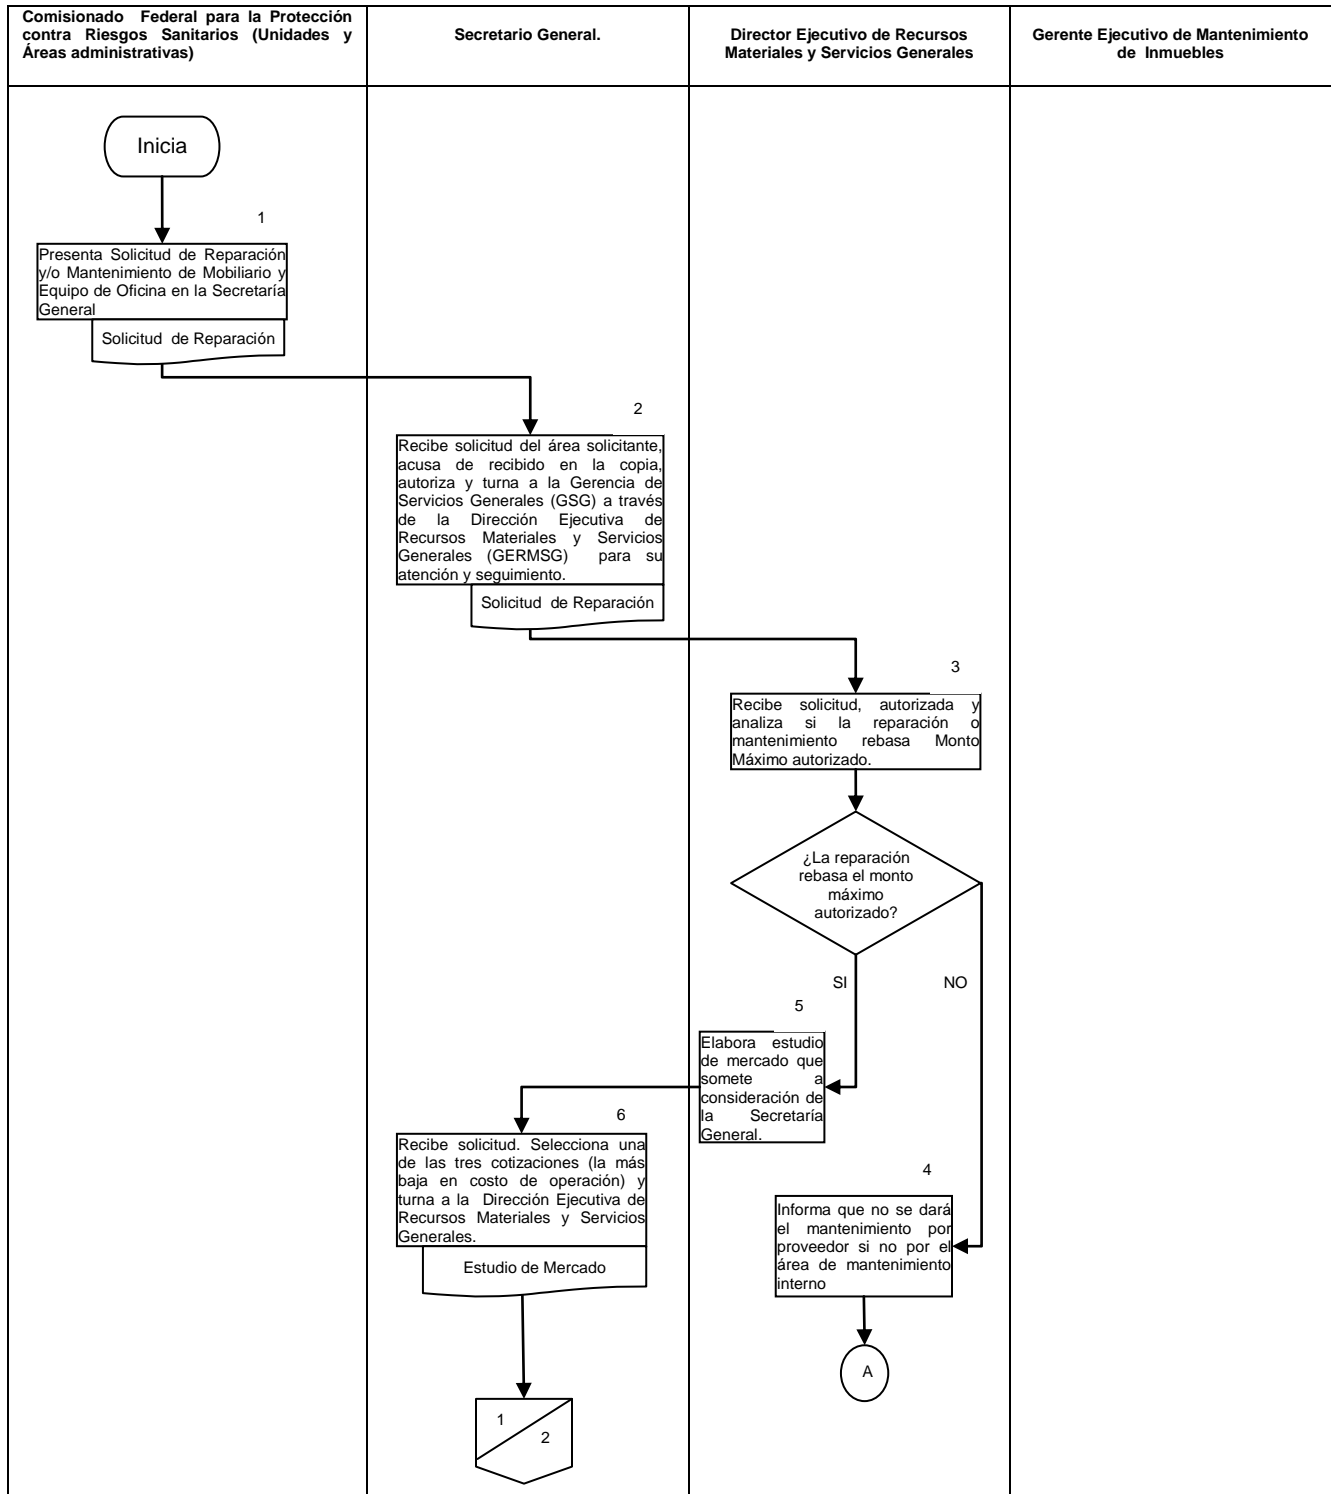 Comisionado Federal para la Protección
contra Riesgos Sanitarios (Unidades y
Áreas administrativas)
Secretario General.
Director Ejecutivo de Recursos
Materiales y Servicios Generales
Gerente Ejecutivo de Mantenimiento
de Inmuebles
Inicia
1
Presenta Solicitud de Reparación
y/o Mantenimiento de Mobiliario y
Equipo de Oficina en la Secretaría
General
Solicitud de Reparación
2
Recibe solicitud del área solicitante,
acusa de recibido en la copia,
autoriza y turna a la Gerencia de
Servicios Generales (GSG) a través
de la Dirección Ejecutiva de
Recursos Materiales y Servicios
Generales (GERMSG) para su
atención y seguimiento.
Solicitud de Reparación
3
Recibe solicitud, autorizada y
analiza si la reparación o
mantenimiento rebasa Monto
Máximo autorizado.
¿La reparación
rebasa el monto
máximo
autorizado?
SI
NO
5
Elabora estudio
de mercado que
somete a
consideración de
la Secretaría
General.
6
Recibe solicitud. Selecciona una
de las tres cotizaciones (la más
baja en costo de operación) y
turna a la Dirección Ejecutiva de
Recursos Materiales y Servicios
Generales.
Estudio de Mercado
4
Informa que no se dará
el mantenimiento por
proveedor si no por el
área de mantenimiento
interno
A
1
2